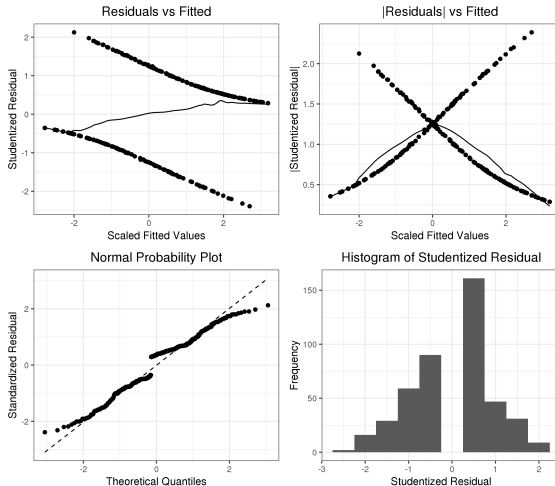 Residuals vs Fitted
|Residuals| vs Fitted
Studentized Residual
2
1
0
-1
-2
-2
0
2
Scaled Fitted Values
|Studentized Residual|
2.0
1.5
1.0
0.5
-2
0
2
Scaled Fitted Values
Normal Probability Plot
Histogram of Studentized Residual
Standardized Residual
2
0
-2
-2
0
2
Theoretical Quantiles
Frequency
150
100
50
0
-3
-2
-1
0
1
2
Studentized Residual